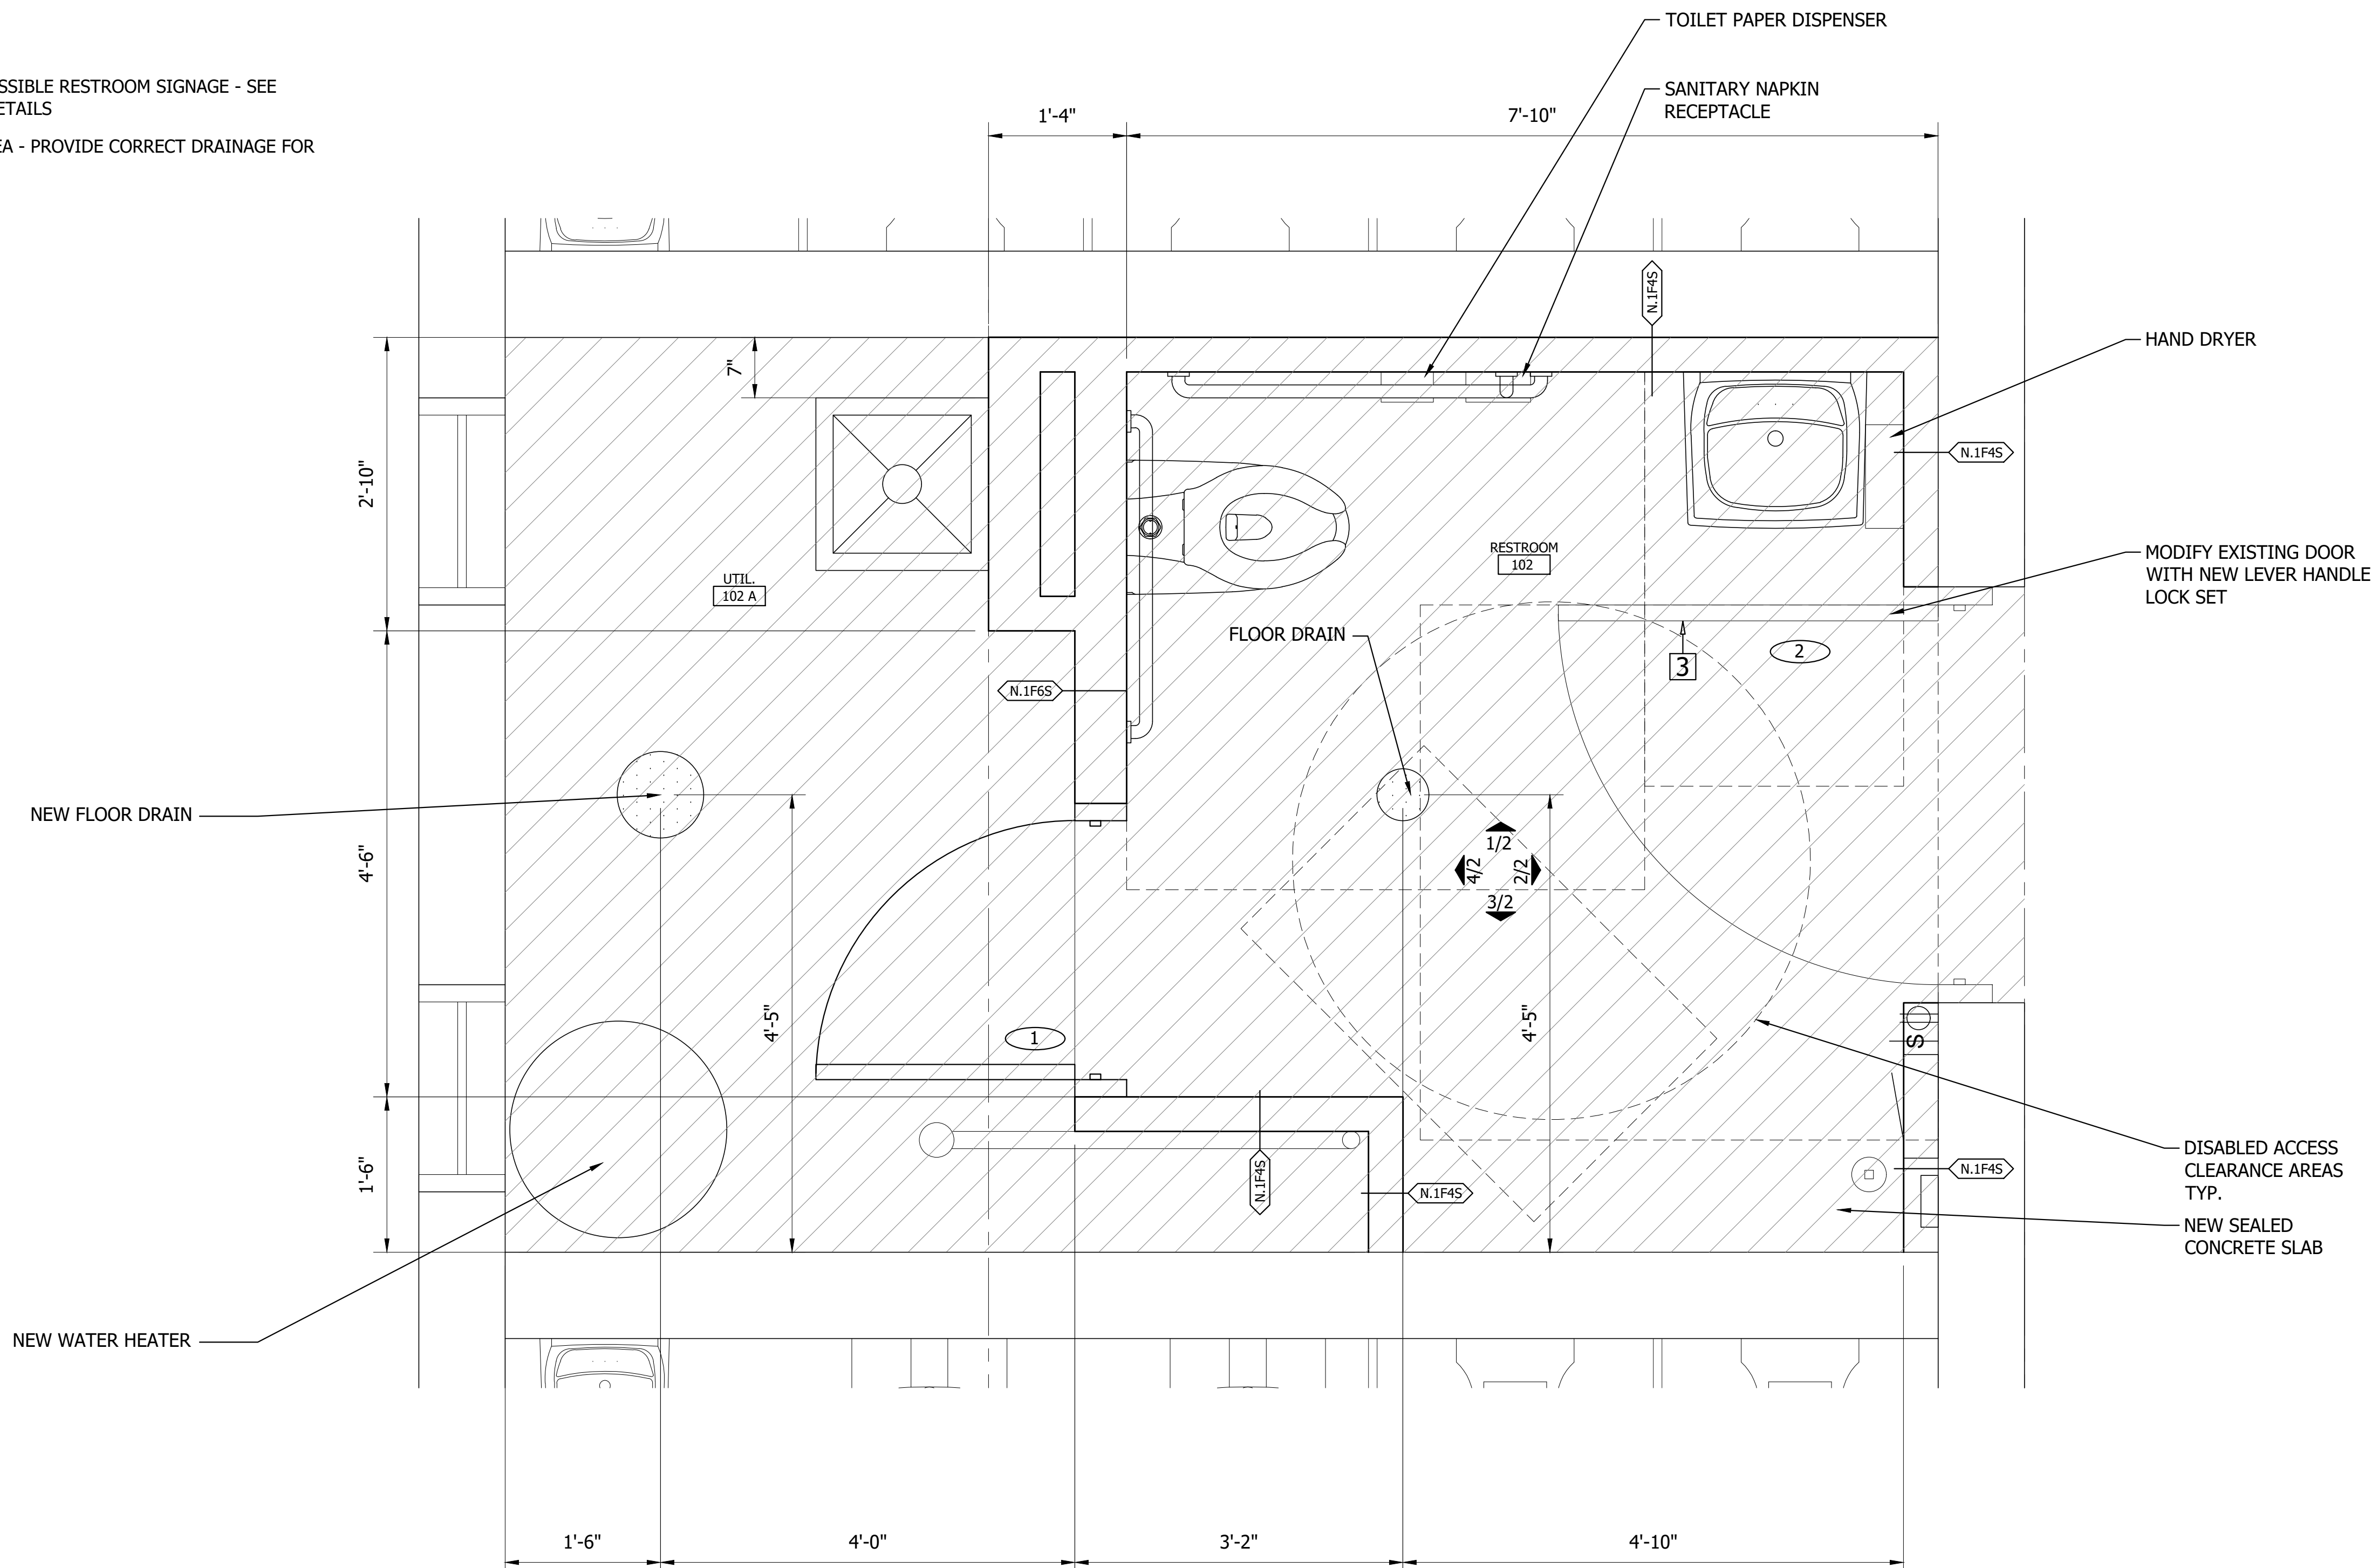 TOILET PAPER DISPENSER
SSIBLE RESTROOM SIGNAGE - SEE
ETAILS
SANITARY NAPKIN
RECEPTACLE
1'-4"
7'-10"
EA - PROVIDE CORRECT DRAINAGE FOR
N.1F4S
HAND DRYER
7"
N.1F4S
2'-10"
RESTROOM
102
MODIFY EXISTING DOOR
WITH NEW LEVER HANDLE
LOCK SET
UTIL.
102 A
FLOOR DRAIN
2
3
N.1F6S
NEW FLOOR DRAIN
1/2
4/2
2/2
3/2
4'-6"
4'-5"
4'-5"
1
S
DISABLED ACCESS
CLEARANCE AREAS
TYP.
1'-6"
N.1F4S
N.1F4S
N.1F4S
NEW SEALED
CONCRETE SLAB
NEW WATER HEATER
1'-6"
4'-0"
3'-2"
4'-10"